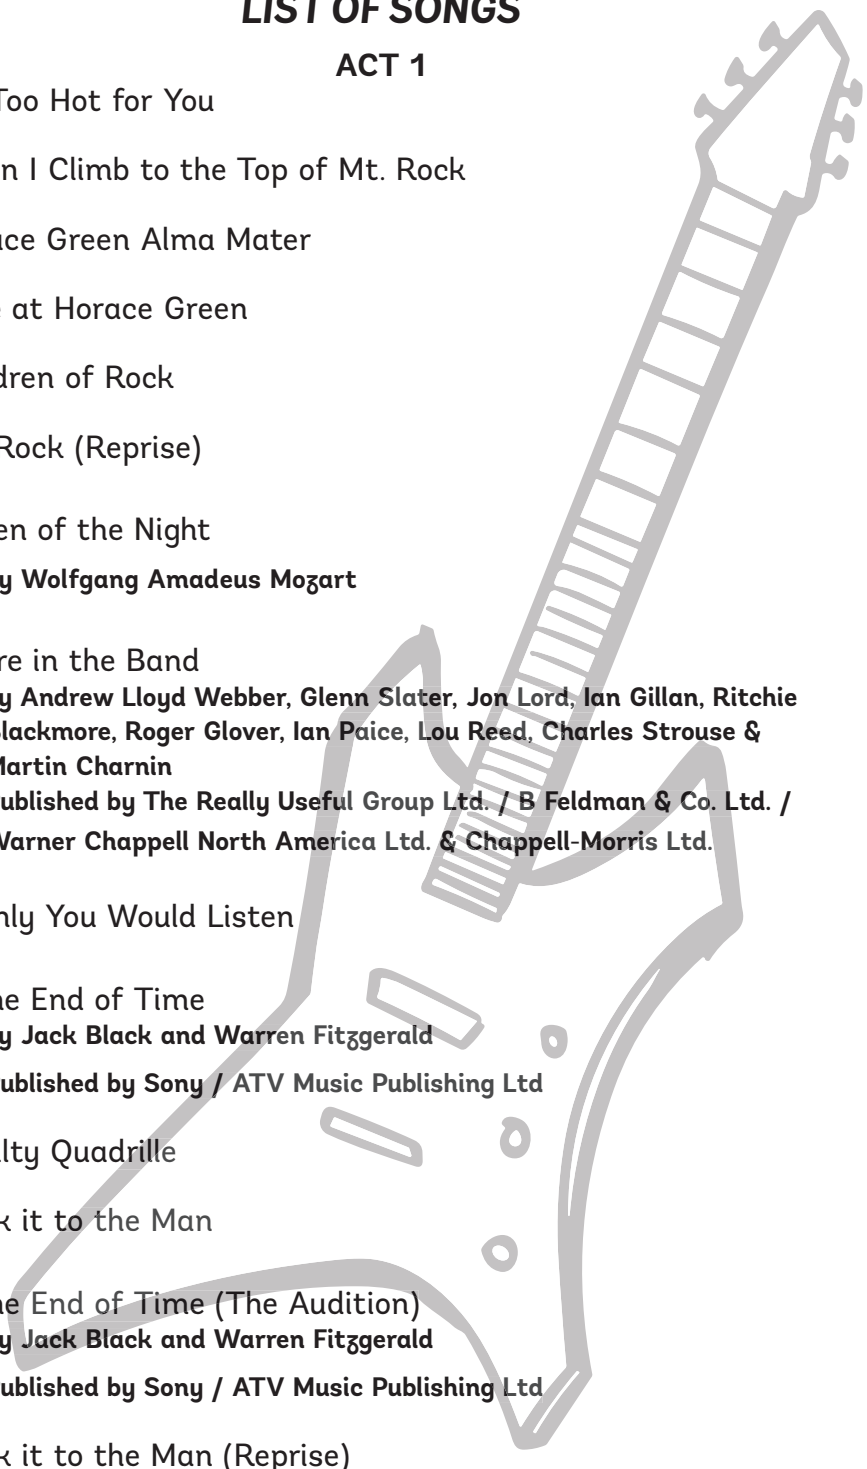 LIST OF SONGS
ACT 1
Too Hot for You
n I Climb to the Top of Mt. Rock
ace Green Alma Mater
e at Horace Green
dren of Rock
Rock (Reprise)
en of the Night
y Wolfgang Amadeus Mozart
re in the Band
y Andrew Lloyd Webber, Glenn Slater, Jon Lord, Ian Gillan, Ritchie
lackmore, Roger Glover, Ian Paice, Lou Reed, Charles Strouse &
Martin Charnin
ublished by The Really Useful Group Ltd. / B Feldman & Co. Ltd. /
Warner Chappell North America Ltd. & Chappell-Morris Ltd.
nly You Would Listen
he End of Time
y Jack Black and Warren Fitzgerald
ublished by Sony / ATV Music Publishing Ltd
lty Quadrille
k it to the Man
he End of Time (The Audition)
y Jack Black and Warren Fitzgerald
ublished by Sony / ATV Music Publishing Ltd
k it to the Man (Reprise)